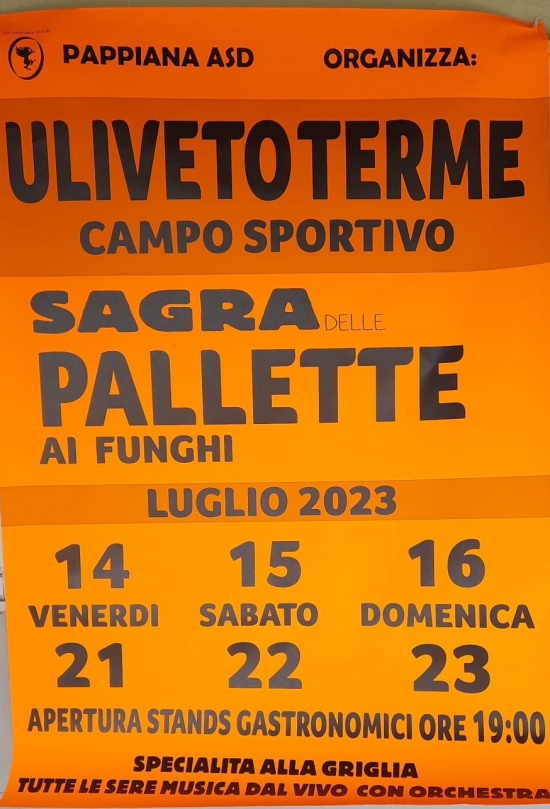 PAPPIANA ASD ORGANIZZA:
ULIVETO TERME
CAMPO SPORTIVO
SAGRA DELLE
PALLETTE
AI FUNGHI
LUGLIO 2023
14 15 16
VENERDI SABATO DOMENICA
21 22 23
APERTURA STANDS GASTRONOMICI ORE 19:00
SPECIALITA ALLA GRIGLIA
TUTTE LE SERE MUSICA DAL VIVO CON ORCHESTRA